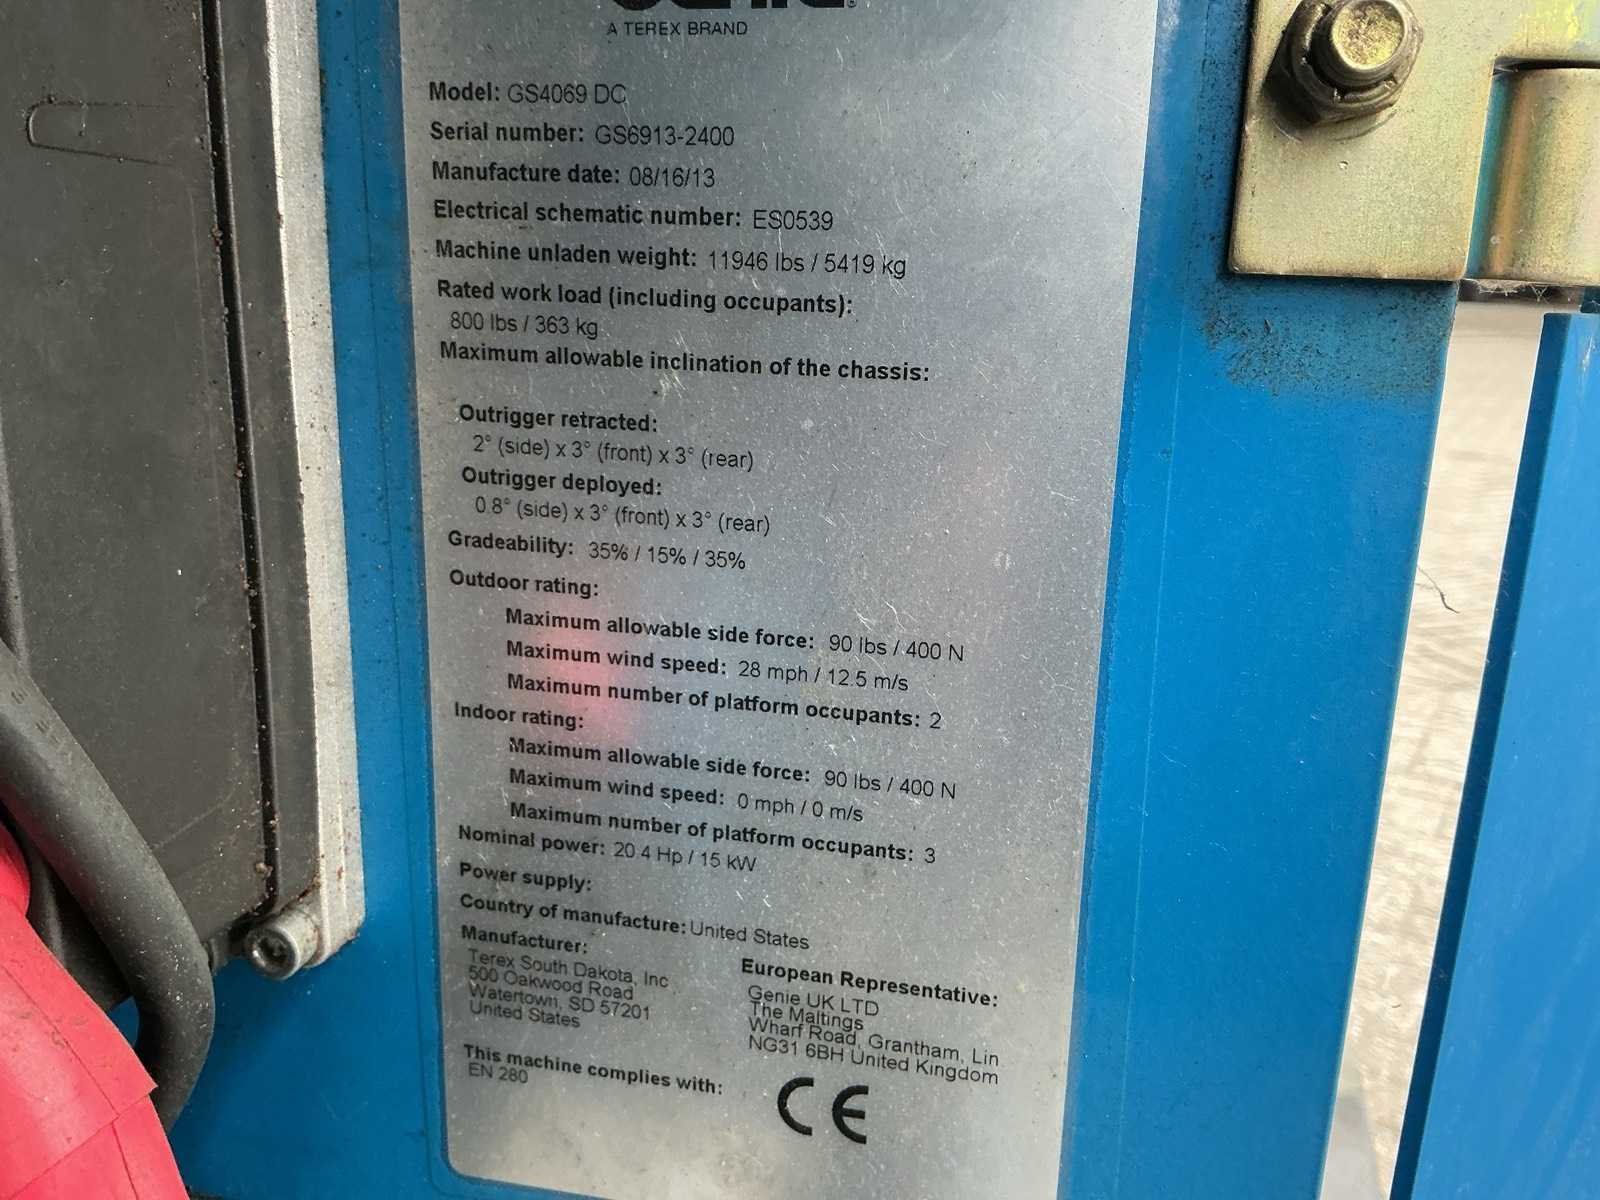 Genie®
A TEREX BRAND
Model: GS4069 DC
Serial number: GS6913-2400
Manufacture date: 08/16/13
Electrical schematic number: ES0539
Machine unladen weight: 11946 lbs / 5419 kg
Rated work load (including occupants):
800 lbs / 363 kg
Maximum allowable inclination of the chassis:
Outrigger retracted:
2° (side) x 3° (front) x 3° (rear)
Outrigger deployed:
0.8° (side) x 3° (front) x 3° (rear)
Gradeability: 35% / 15% / 35%
Outdoor rating:
Maximum allowable side force: 90 lbs / 400 N
Maximum wind speed: 28 mph / 12.5 m/s
Maximum number of platform occupants: 2
Indoor rating:
Maximum allowable side force: 90 lbs / 400 N
Maximum wind speed: 0 mph / 0 m/s
Maximum number of platform occupants: 3
Nominal power: 20.4 Hp / 15 kW
Power supply:
Country of manufacture: United States
Manufacturer:
Terex South Dakota, Inc
500 Oakwood Road
Watertown, SD 57201
United States
European Representative:
Genie UK LTD
The Maltings
Wharf Road, Grantham, Lin
NG31 6BH United Kingdom
This machine complies with:
EN 280
CE